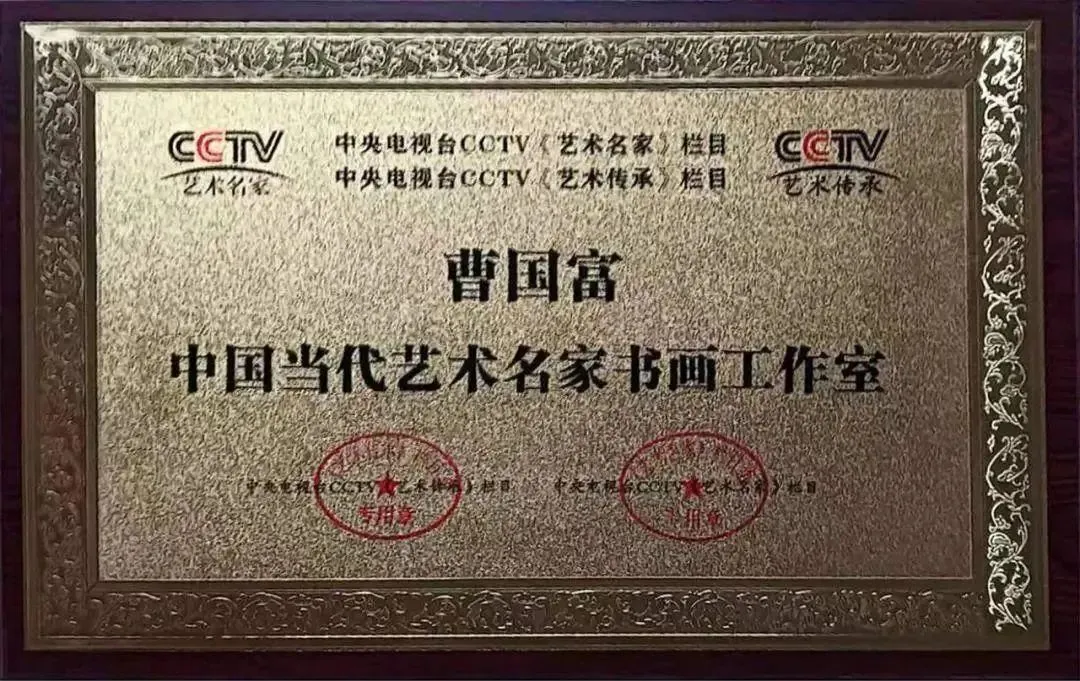 CCTV
艺术名家
中央电视台CCTV《艺术名家》栏目
中央电视台CCTV《艺术传承》栏目
CCTV
艺术传承
曹国富
中国当代艺术名家书画工作室
中央电视台CCTV《艺术传承》栏目
专用章
中央电视台CCTV《艺术名家》栏目
专用章